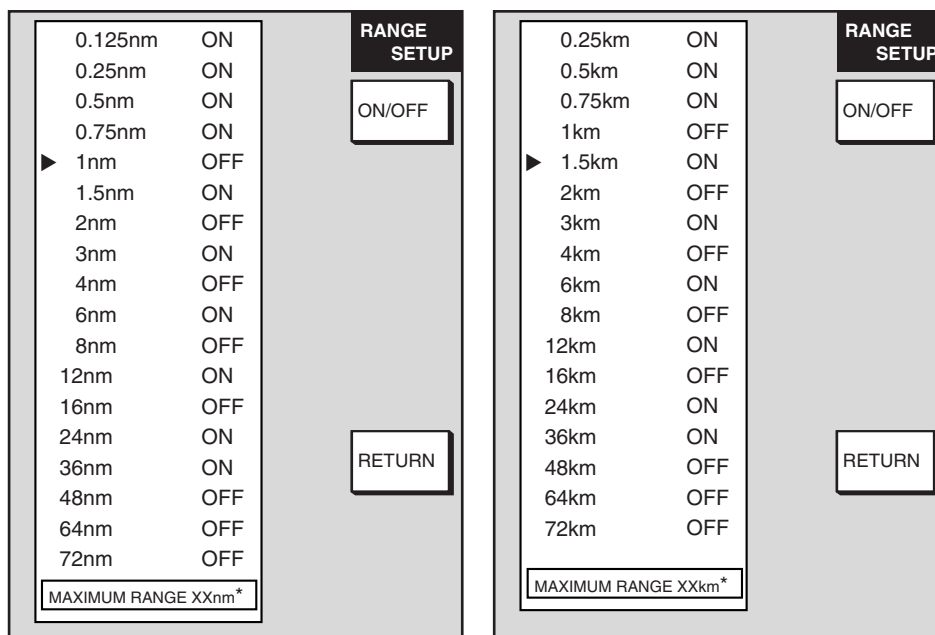 0.125nm ON
0.25nm ON
0.5nm ON
0.75nm ON
1nm OFF
1.5nm ON
2nm OFF
3nm ON
4nm OFF
6nm ON
8nm OFF
12nm ON
16nm OFF
24nm ON
36nm ON
48nm OFF
64nm OFF
72nm OFF
MAXIMUM RANGE XXnm*
RANGE
SETUP
ON/OFF
RETURN
0.25km ON
0.5km ON
0.75km ON
1km OFF
1.5km ON
2km OFF
3km ON
4km OFF
6km ON
8km OFF
12km ON
16km OFF
24km ON
36km ON
48km OFF
64km OFF
72km OFF
MAXIMUM RANGE XXkm*
RANGE
SETUP
ON/OFF
RETURN